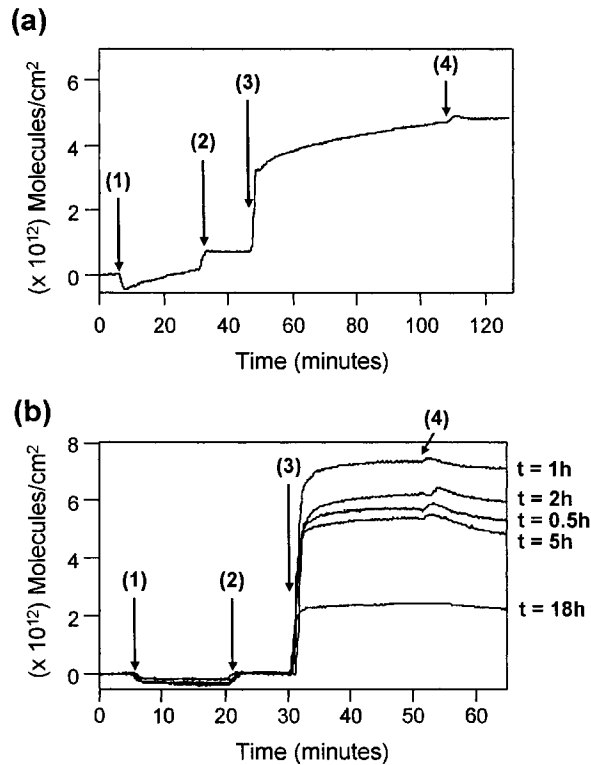 (a)
(x 10¹²) Molecules/cm²
6
4
2
0
(1)
(2)
(3)
(4)
0 20 40 60 80 100 120
Time (minutes)
(b)
(x 10¹²) Molecules/cm²
8
6
4
2
0
(1)
(2)
(3)
(4)
t = 1h
t = 2h
t = 0.5h
t = 5h
t = 18h
0 10 20 30 40 50 60
Time (minutes)